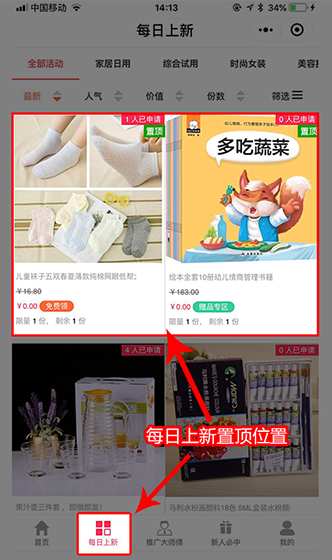 中国移动
14:13
34%
每日上新
全部活动
家居日用
综合试用
时尚女装
美容
最新
人气
价值
份数
筛选
1 人已申请
置顶
0 人已申请
置顶
多吃蔬菜
儿童袜子五双春夏薄款纯棉网眼低帮
￥16.80
￥0.00 免费领
限量 1 份， 剩余 1 份
绘本全套10册幼儿情商管理书籍
￥183.00
￥0.00 赠品专区
限量 1 份， 剩余 1 份
4 人已申请
0 人已申请
每日上新置顶位置
果汁壶三件套，即做即发！
马利水粉画颜料18色 5ML盒装水粉颜
首页
每日上新
推广大师傅
新人必中
我的